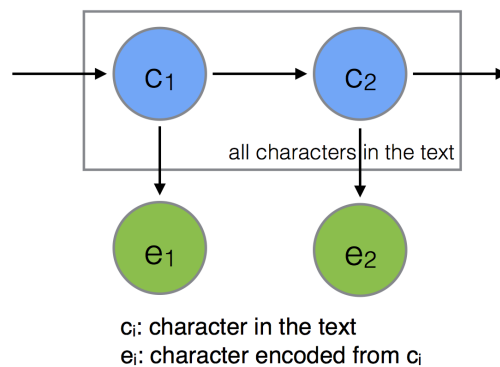 c₁ c₂
all characters in the text
e₁ e₂
cᵢ: character in the text
eᵢ: character encoded from cᵢ